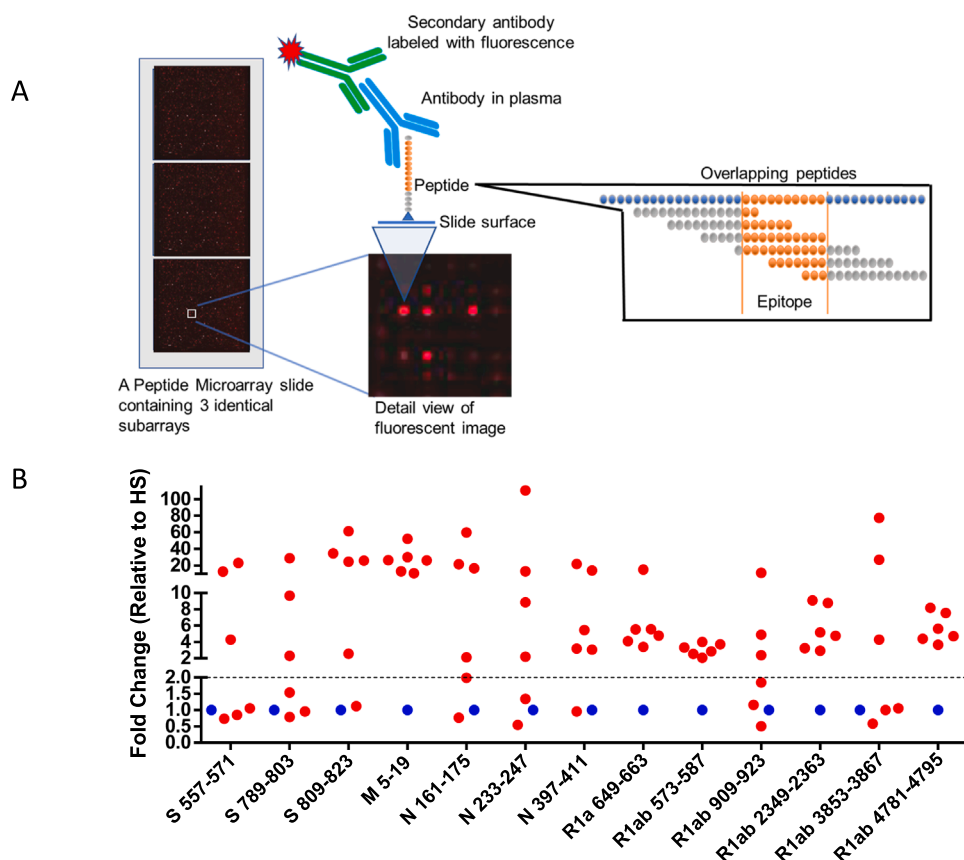 A
Secondary antibody
labeled with fluorescence
Antibody in plasma
Peptide
Overlapping peptides
Slide surface
Epitope
A Peptide Microarray slide
containing 3 identical
subarrays
Detail view of
fluorescent image
B
Fold Change (Relative to HS)
100
80
60
40
20
10
8
6
4
2
2.0
1.5
1.0
0.5
0.0
S 557-571
S 789-803
S 809-823
M 5-19
N 161-175
N 233-247
N 397-411
R1a 649-663
R1ab 573-587
R1ab 909-923
R1ab 2349-2363
R1ab 3853-3867
R1ab 4781-4795